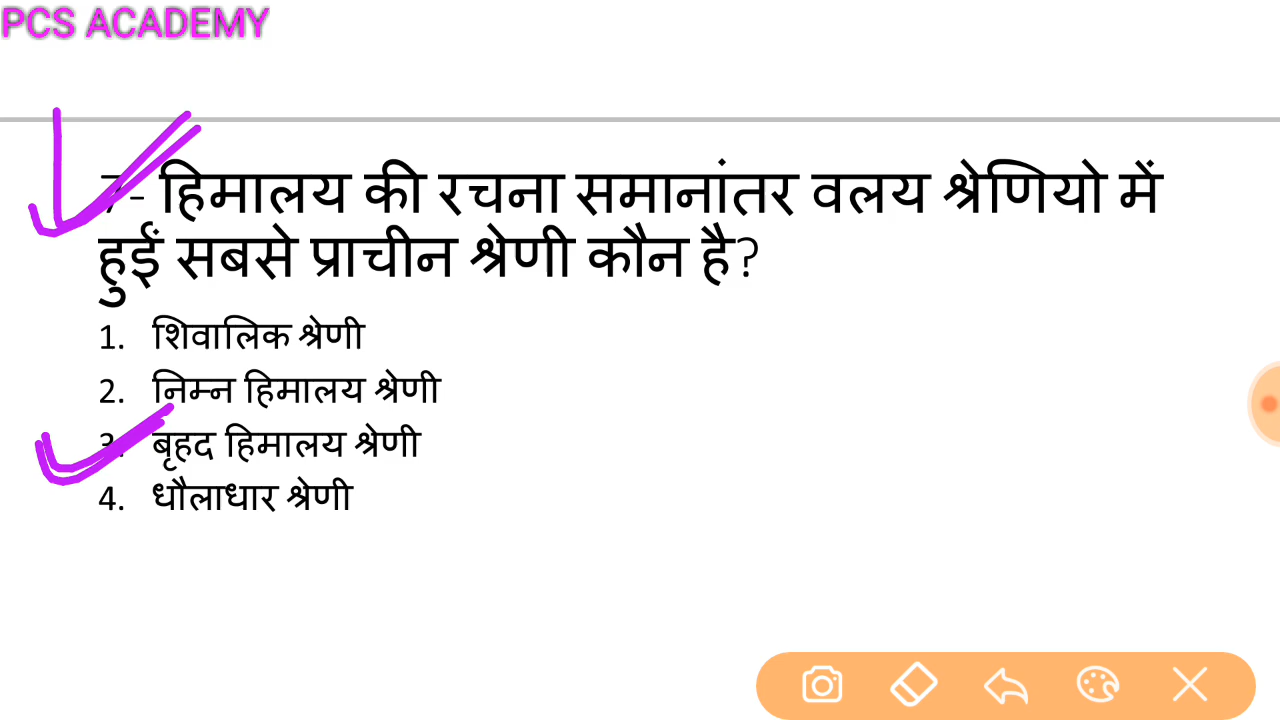 PCS ACADEMY
7- हिमालय की रचना समानांतर वलय श्रेणियो में
हुईं सबसे प्राचीन श्रेणी कौन है?
1. शिवालिक श्रेणी
2. निम्न हिमालय श्रेणी
3. बृहद हिमालय श्रेणी
4. धौलाधार श्रेणी